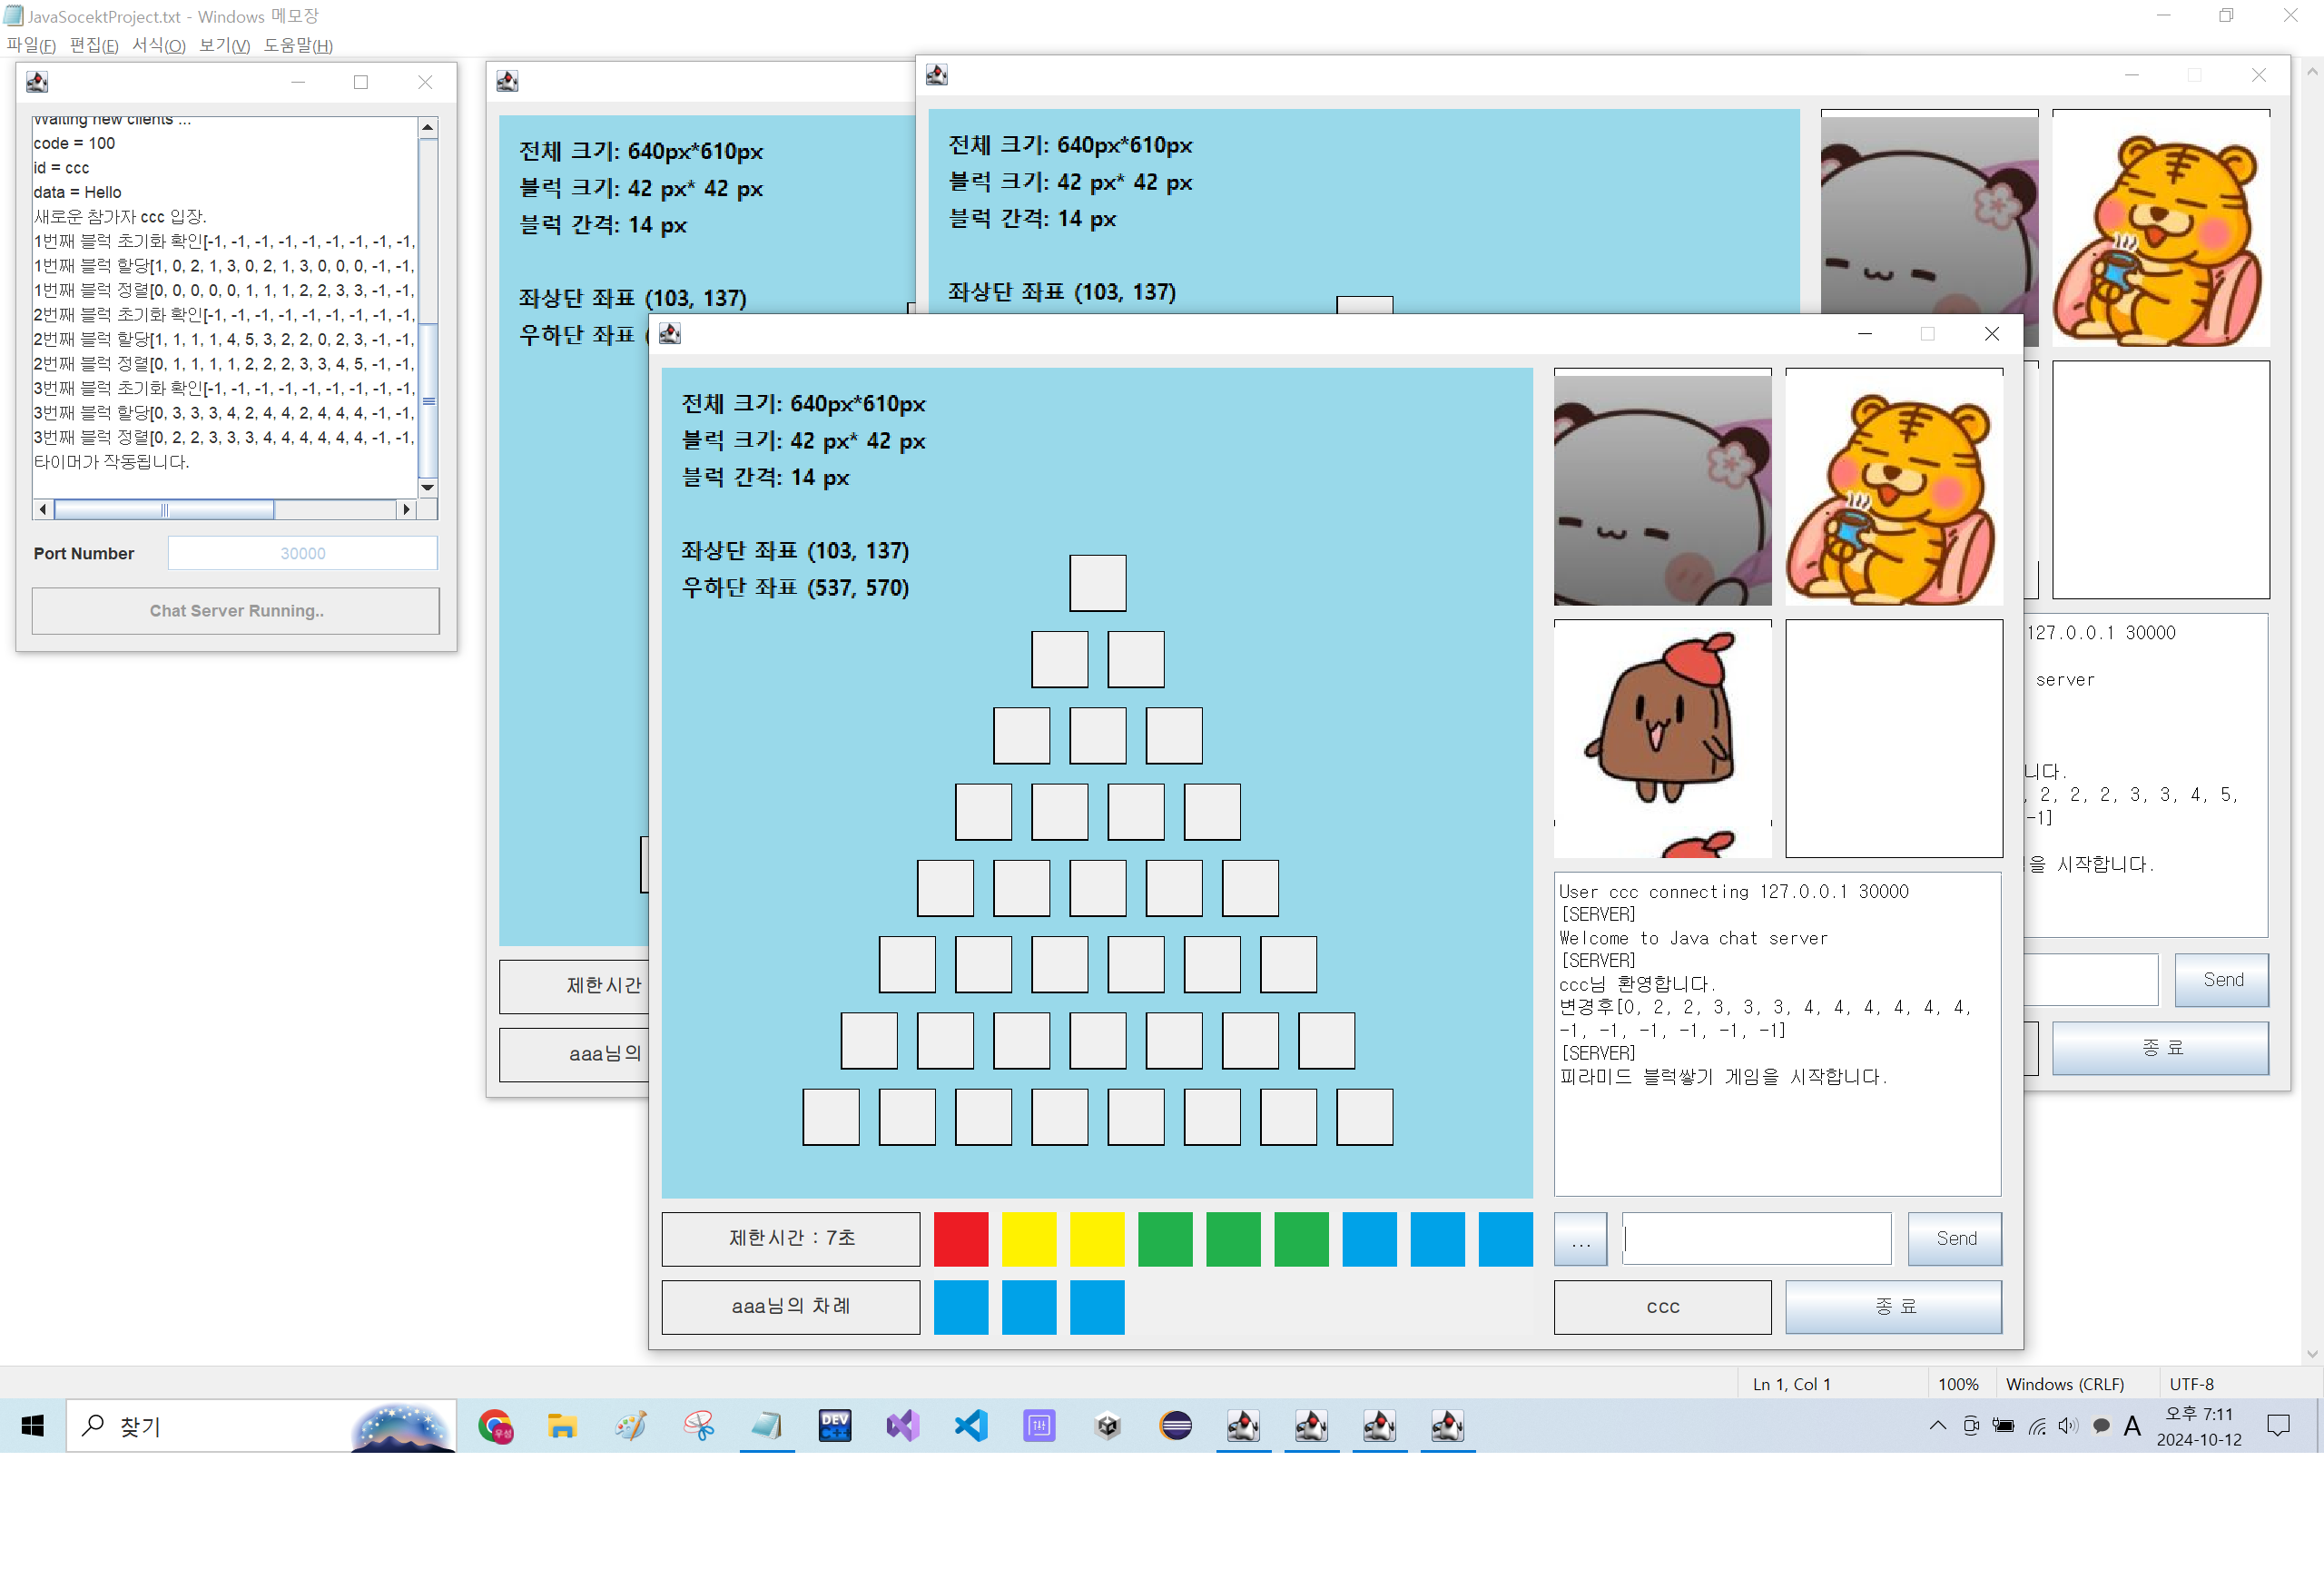 JavaSocektProject.txt - Windows 메모장
파일(F) 편집(E) 서식(O) 보기(V) 도움말(H)
Waiting new clients ...
code = 100
id = ccc
data = Hello
새로운 참가자 ccc 입장.
1번째 블럭 초기화 확인[-1, -1, -1, -1, -1, -1, -1, -1, -1,
1번째 블럭 할당[1, 0, 2, 1, 3, 0, 2, 1, 3, 0, 0, 0, -1, -1,
1번째 블럭 정렬[0, 0, 0, 0, 0, 1, 1, 1, 2, 2, 3, 3, -1, -1,
2번째 블럭 초기화 확인[-1, -1, -1, -1, -1, -1, -1, -1, -1,
2번째 블럭 할당[1, 1, 1, 1, 4, 5, 3, 2, 2, 0, 2, 3, -1, -1,
2번째 블럭 정렬[0, 1, 1, 1, 1, 2, 2, 2, 3, 3, 4, 5, -1, -1,
3번째 블럭 초기화 확인[-1, -1, -1, -1, -1, -1, -1, -1, -1,
3번째 블럭 할당[0, 3, 3, 3, 4, 2, 4, 4, 2, 4, 4, 4, -1, -1,
3번째 블럭 정렬[0, 2, 2, 3, 3, 3, 4, 4, 4, 4, 4, 4, -1, -1,
타이머가 작동됩니다.
Port Number 30000
Chat Server Running..
전체 크기: 640px*610px
블럭 크기: 42 px* 42 px
블럭 간격: 14 px
좌상단 좌표 (103, 137)
우하단 좌표 (
제한시간
aaa님의
전체 크기: 640px*610px
블럭 크기: 42 px* 42 px
블럭 간격: 14 px
좌상단 좌표 (103, 137)
127.0.0.1 30000
server
니다.
, 2, 2, 2, 3, 3, 4, 5,
-1]
을 시작합니다.
Send
종 료
전체 크기: 640px*610px
블럭 크기: 42 px* 42 px
블럭 간격: 14 px
좌상단 좌표 (103, 137)
우하단 좌표 (537, 570)
User ccc connecting 127.0.0.1 30000
[SERVER]
Welcome to Java chat server
[SERVER]
ccc님 환영합니다.
변경후[0, 2, 2, 3, 3, 3, 4, 4, 4, 4, 4, 4,
-1, -1, -1, -1, -1, -1]
[SERVER]
피라미드 블럭쌓기 게임을 시작합니다.
제한시간 : 7초
... Send
aaa님의 차례
ccc
종 료
Ln 1, Col 1 100% Windows (CRLF) UTF-8
찾기
우성
DEV C++
A
오후 7:11
2024-10-12